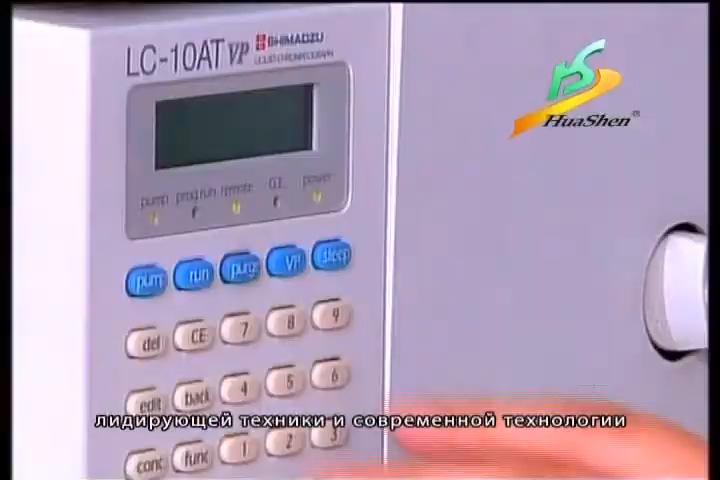 LC-10AT VP SHIMADZU
LIQUID CHROMATOGRAPH
HuaShen®
pump prog.run remote G.E. power
pump run purge VP sleep
del CE 7 8 9
edit back 4 5 6
conc func 1 2 3
лидирующей техники и современной технологии